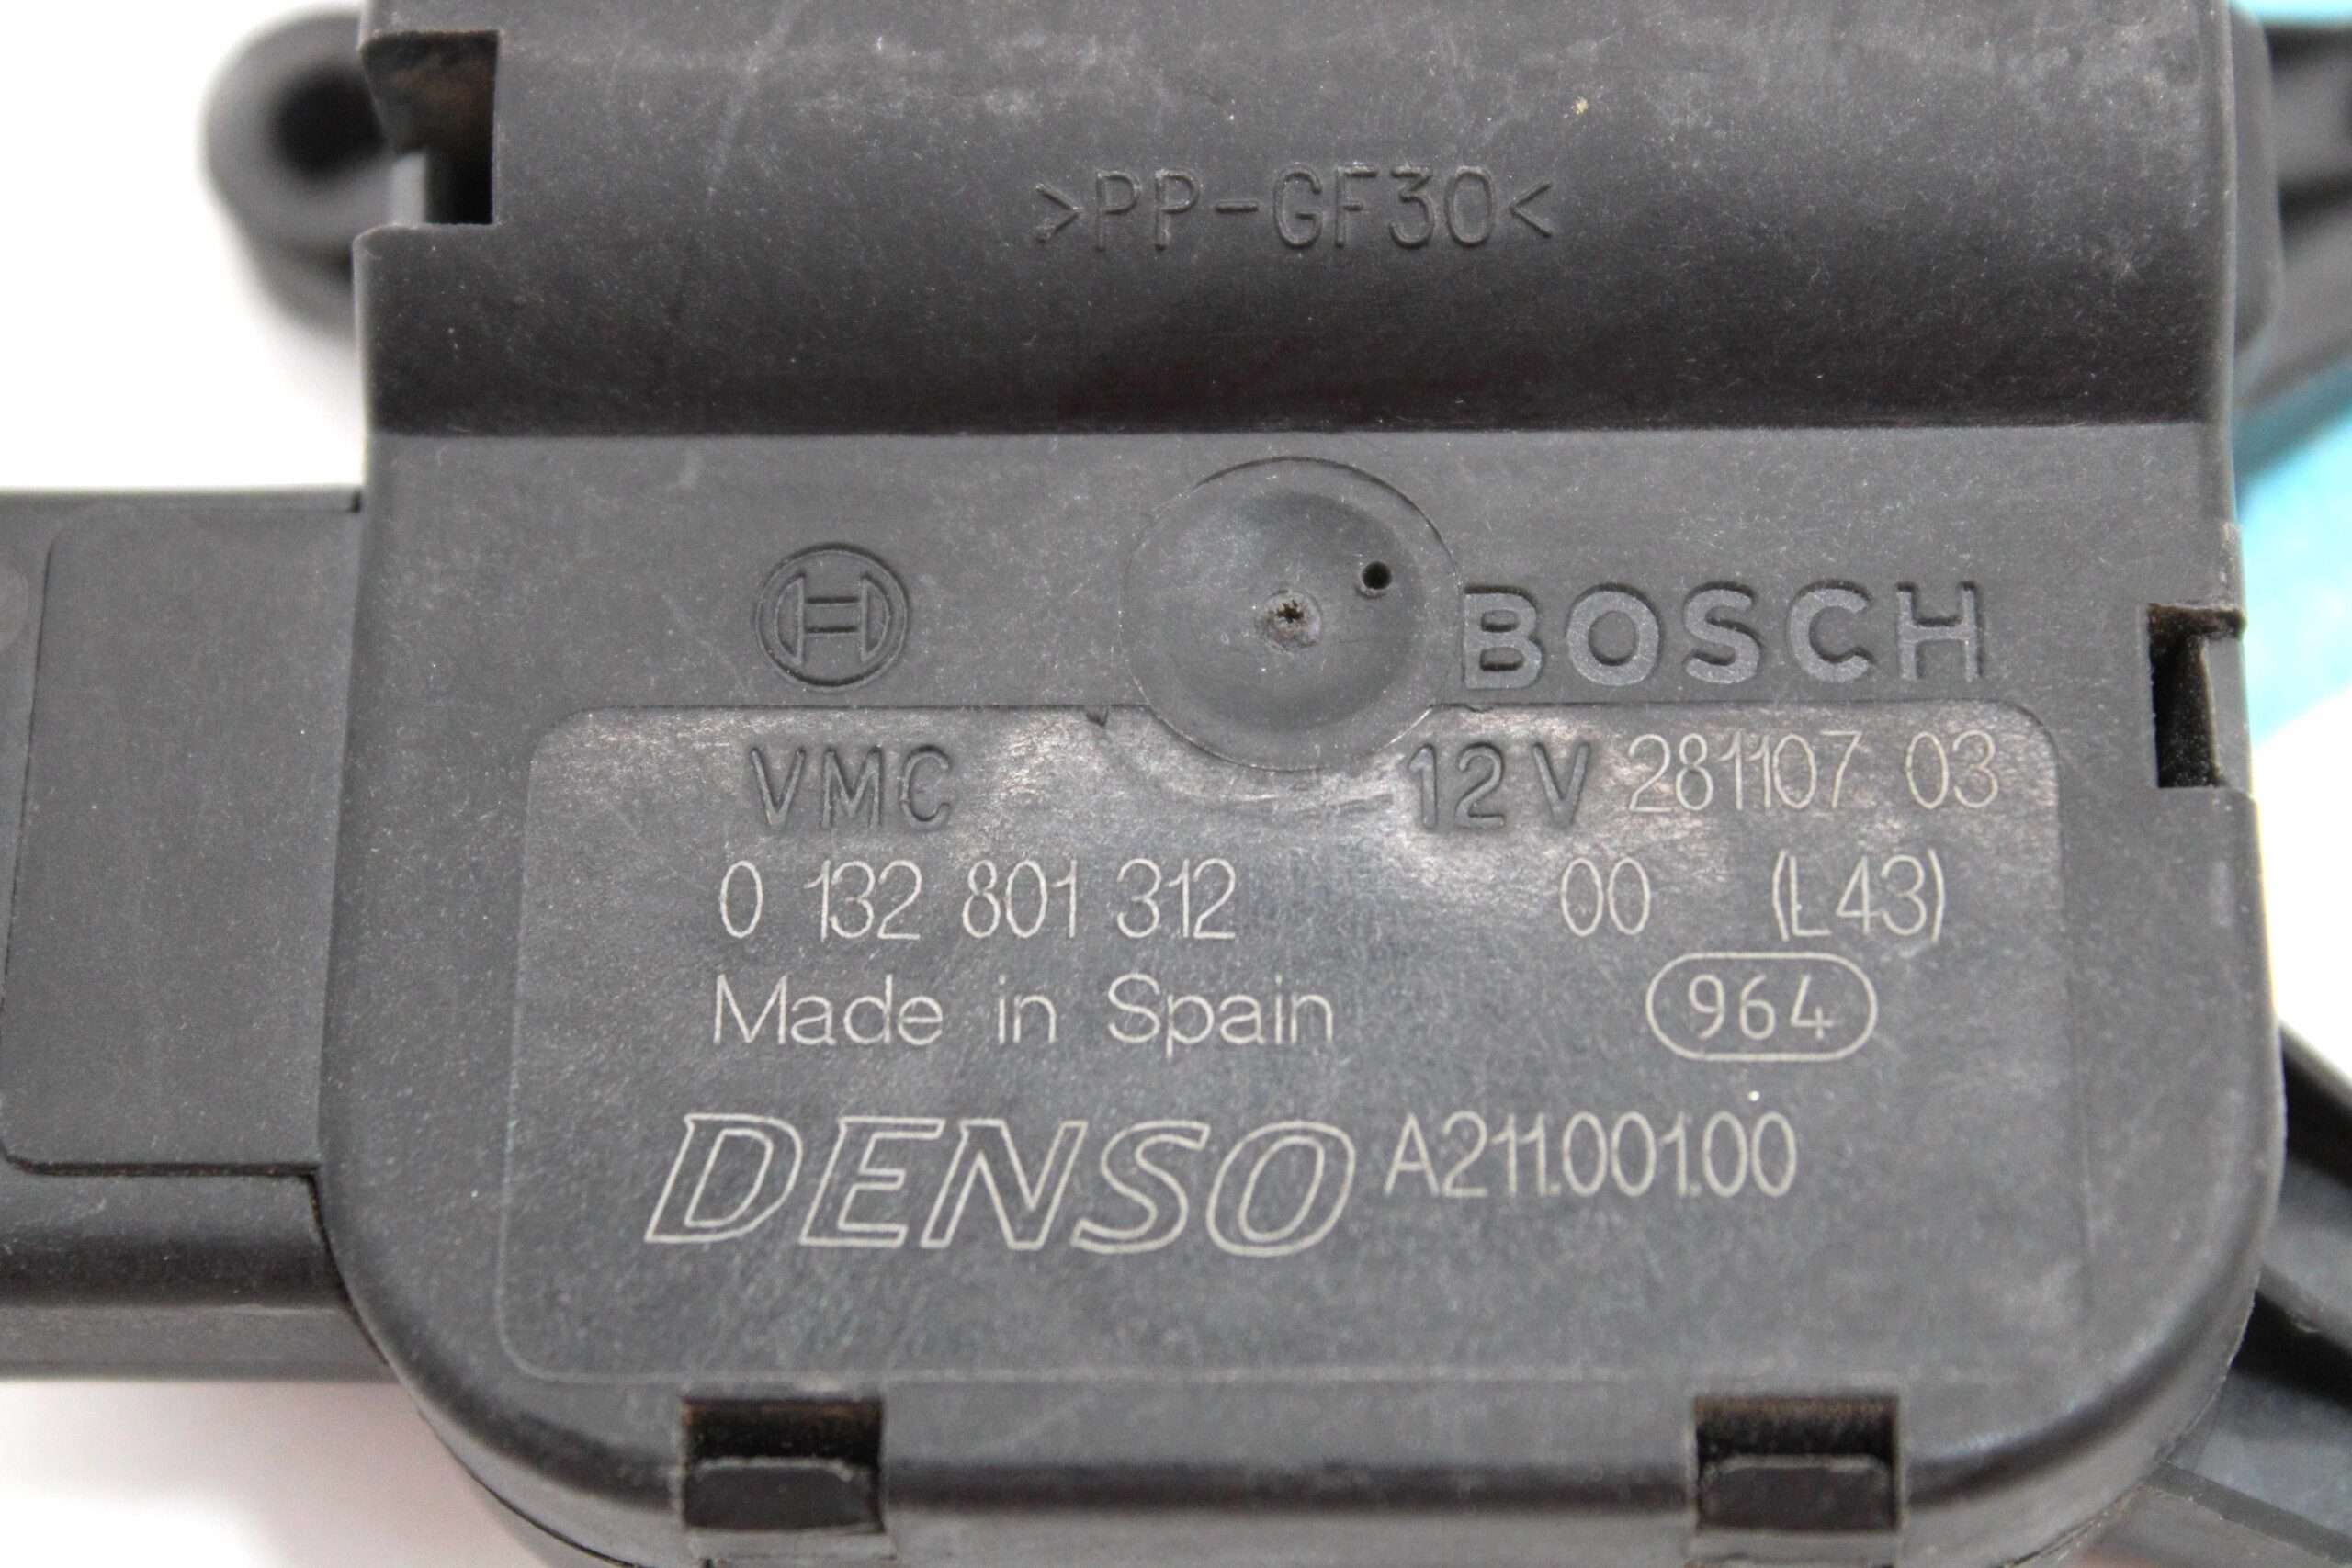 >PP-GF30<
BOSCH
VMC 12V 281107 03
0 132 801 312 00 (L43)
Made in Spain 964
DENSO A211.001.00